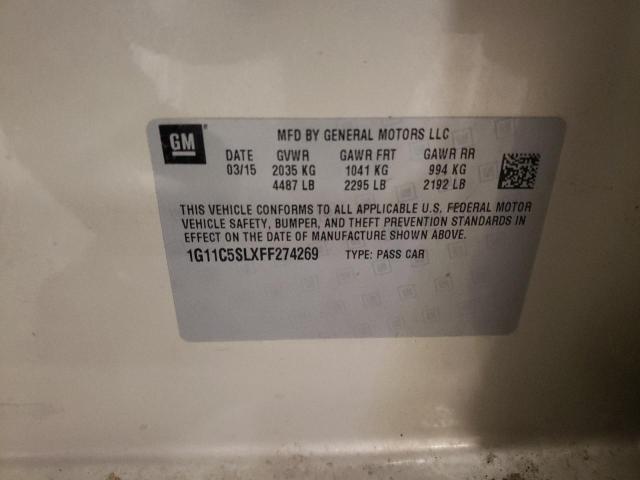 GM
MFD BY GENERAL MOTORS LLC
DATE GVWR GAWR FRT GAWR RR
03/15 2035 KG 1041 KG 994 KG
4487 LB 2295 LB 2192 LB
THIS VEHICLE CONFORMS TO ALL APPLICABLE U.S. FEDERAL MOTOR
VEHICLE SAFETY, BUMPER, AND THEFT PREVENTION STANDARDS IN
EFFECT ON THE DATE OF MANUFACTURE SHOWN ABOVE.
1G11C5SLXFF274269 TYPE: PASS CAR